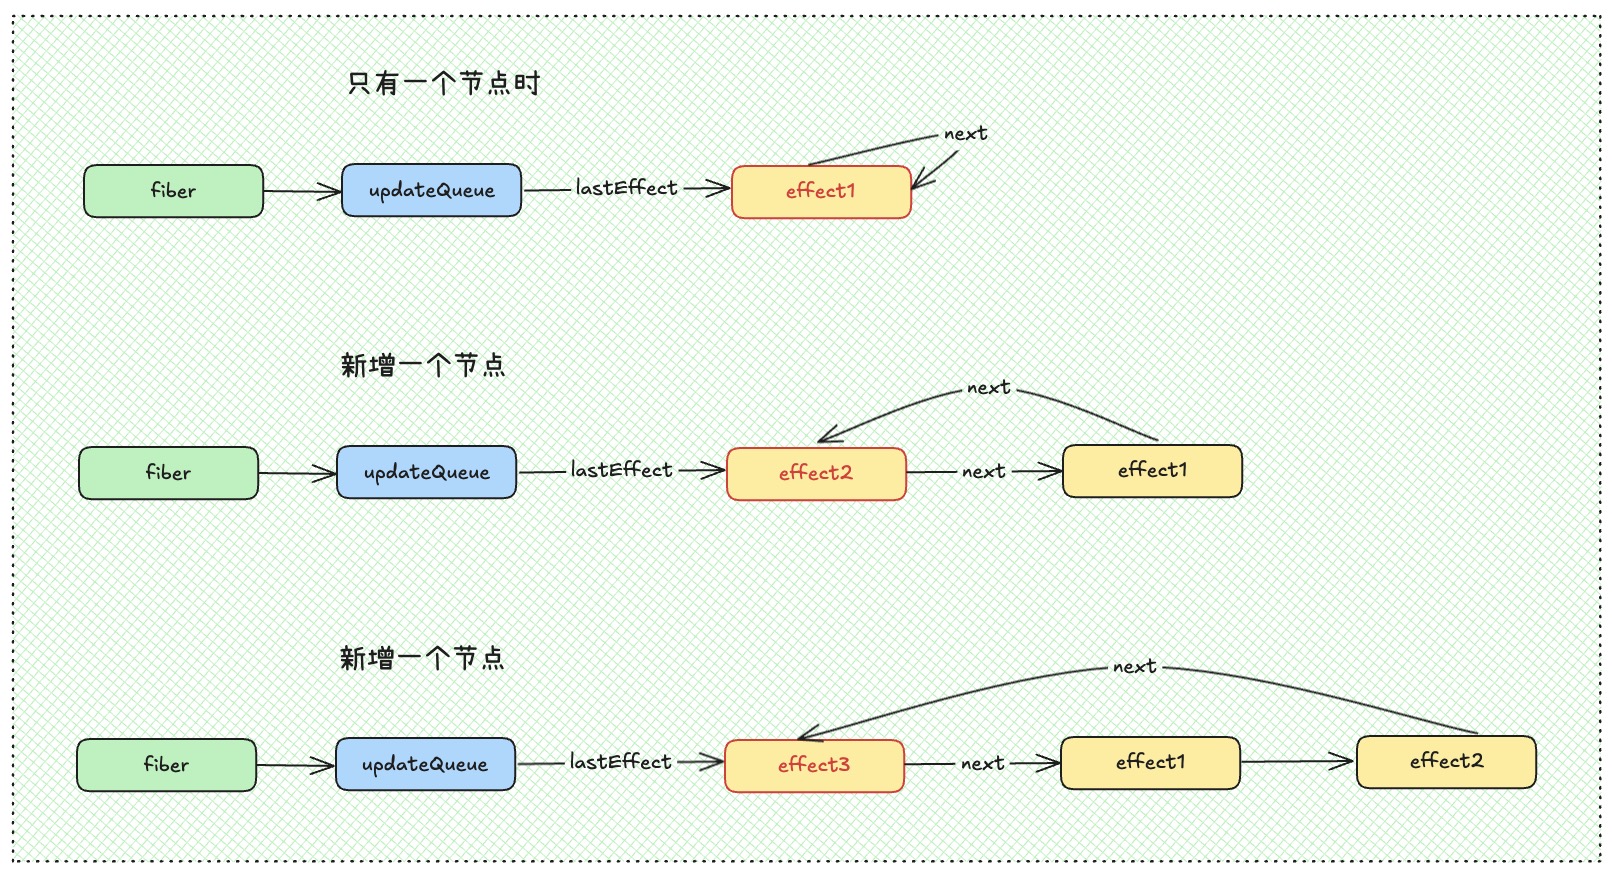 只有一个节点时
next
fiber
updateQueue
lastEffect
effect1
新增一个节点
next
fiber
updateQueue
lastEffect
effect2
next
effect1
新增一个节点
next
fiber
updateQueue
lastEffect
effect3
next
effect1
effect2